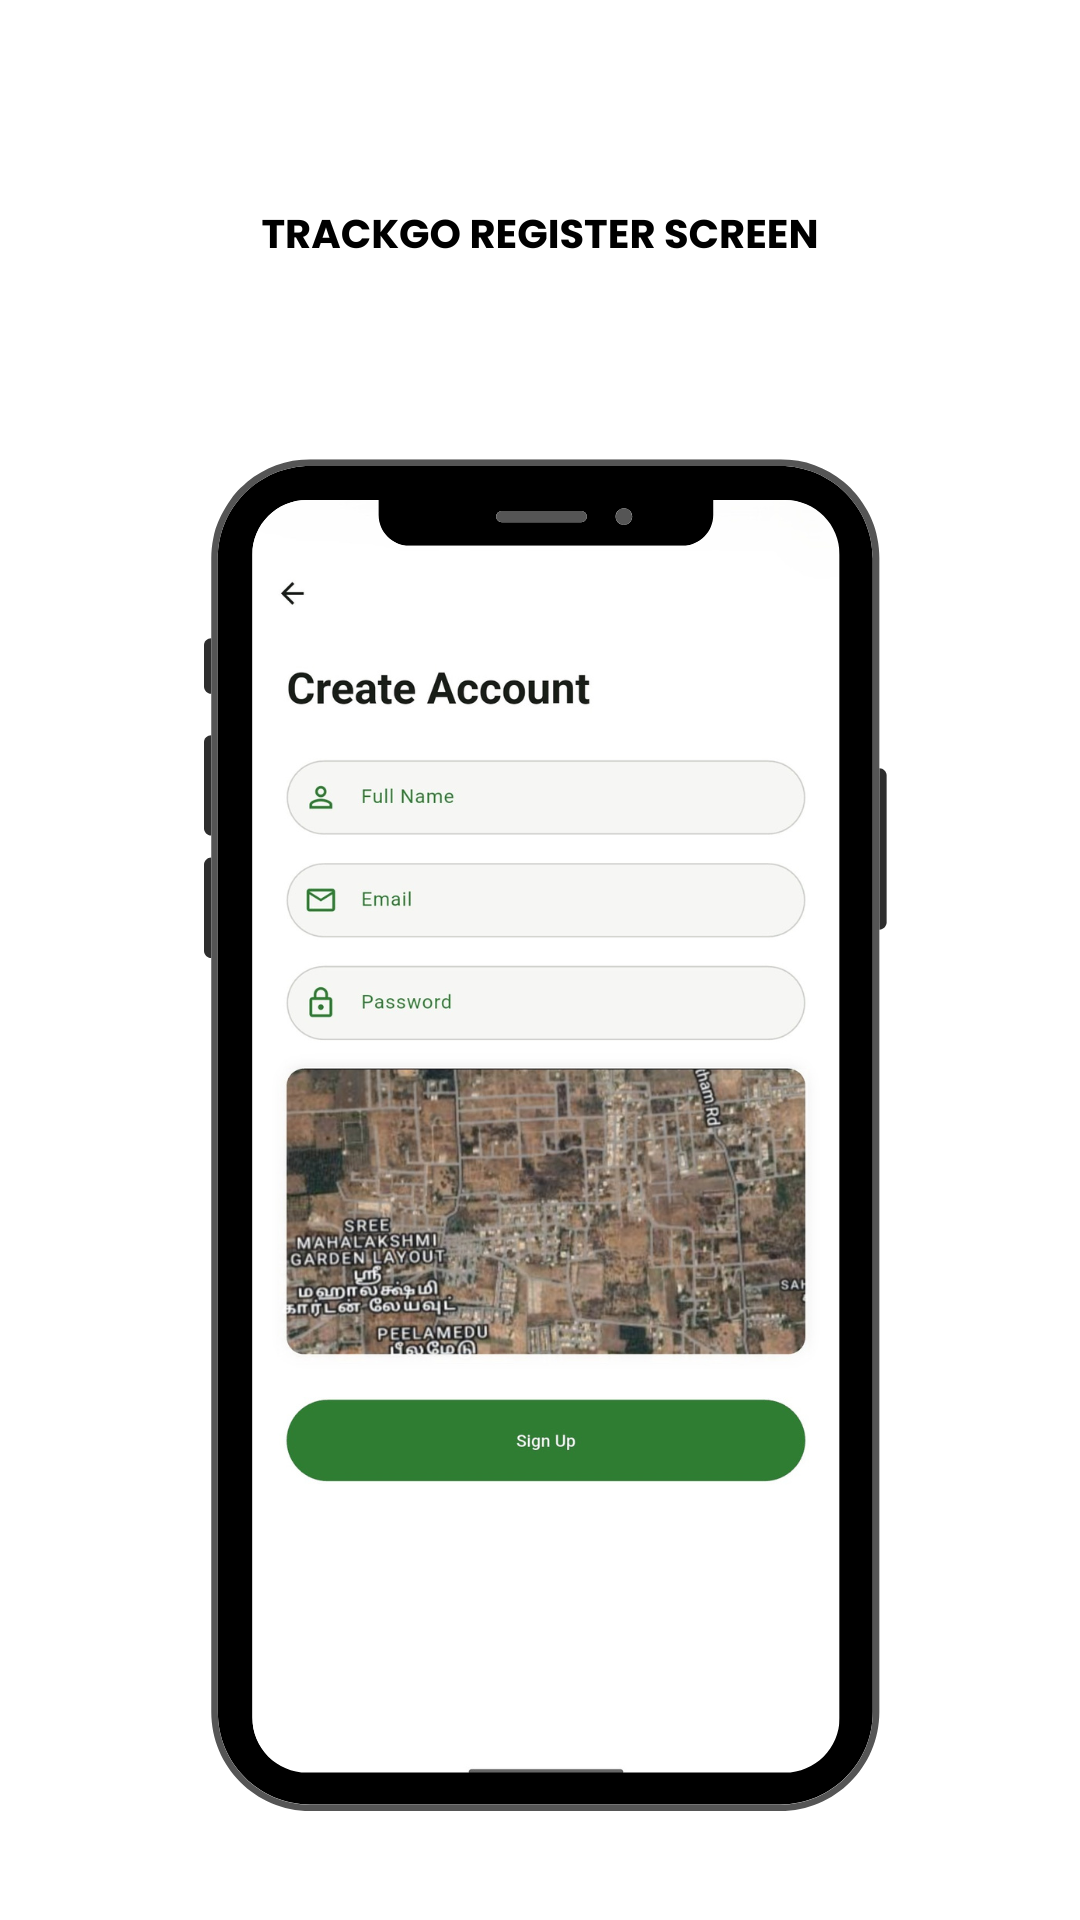 TRACKGO REGISTER SCREEN
Create Account
Full Name
Email
Password
tham Rd
SREE
MAHALAKSHMI
GARDEN LAYOUT
ஸ்ரீ
மஹாலக்ஷ்மி
கார்டன் லேயவுட்
SAH
PEELAMEDU
பீலமேடு
Sign Up